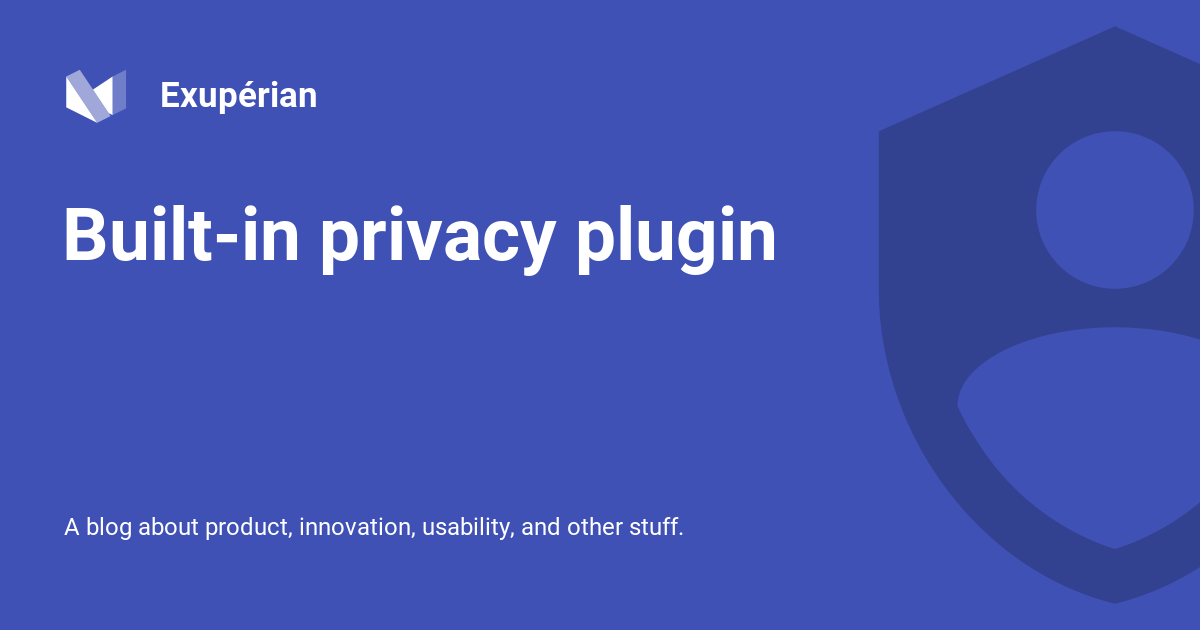 Exupérian
Built-in privacy plugin
A blog about product, innovation, usability, and other stuff.